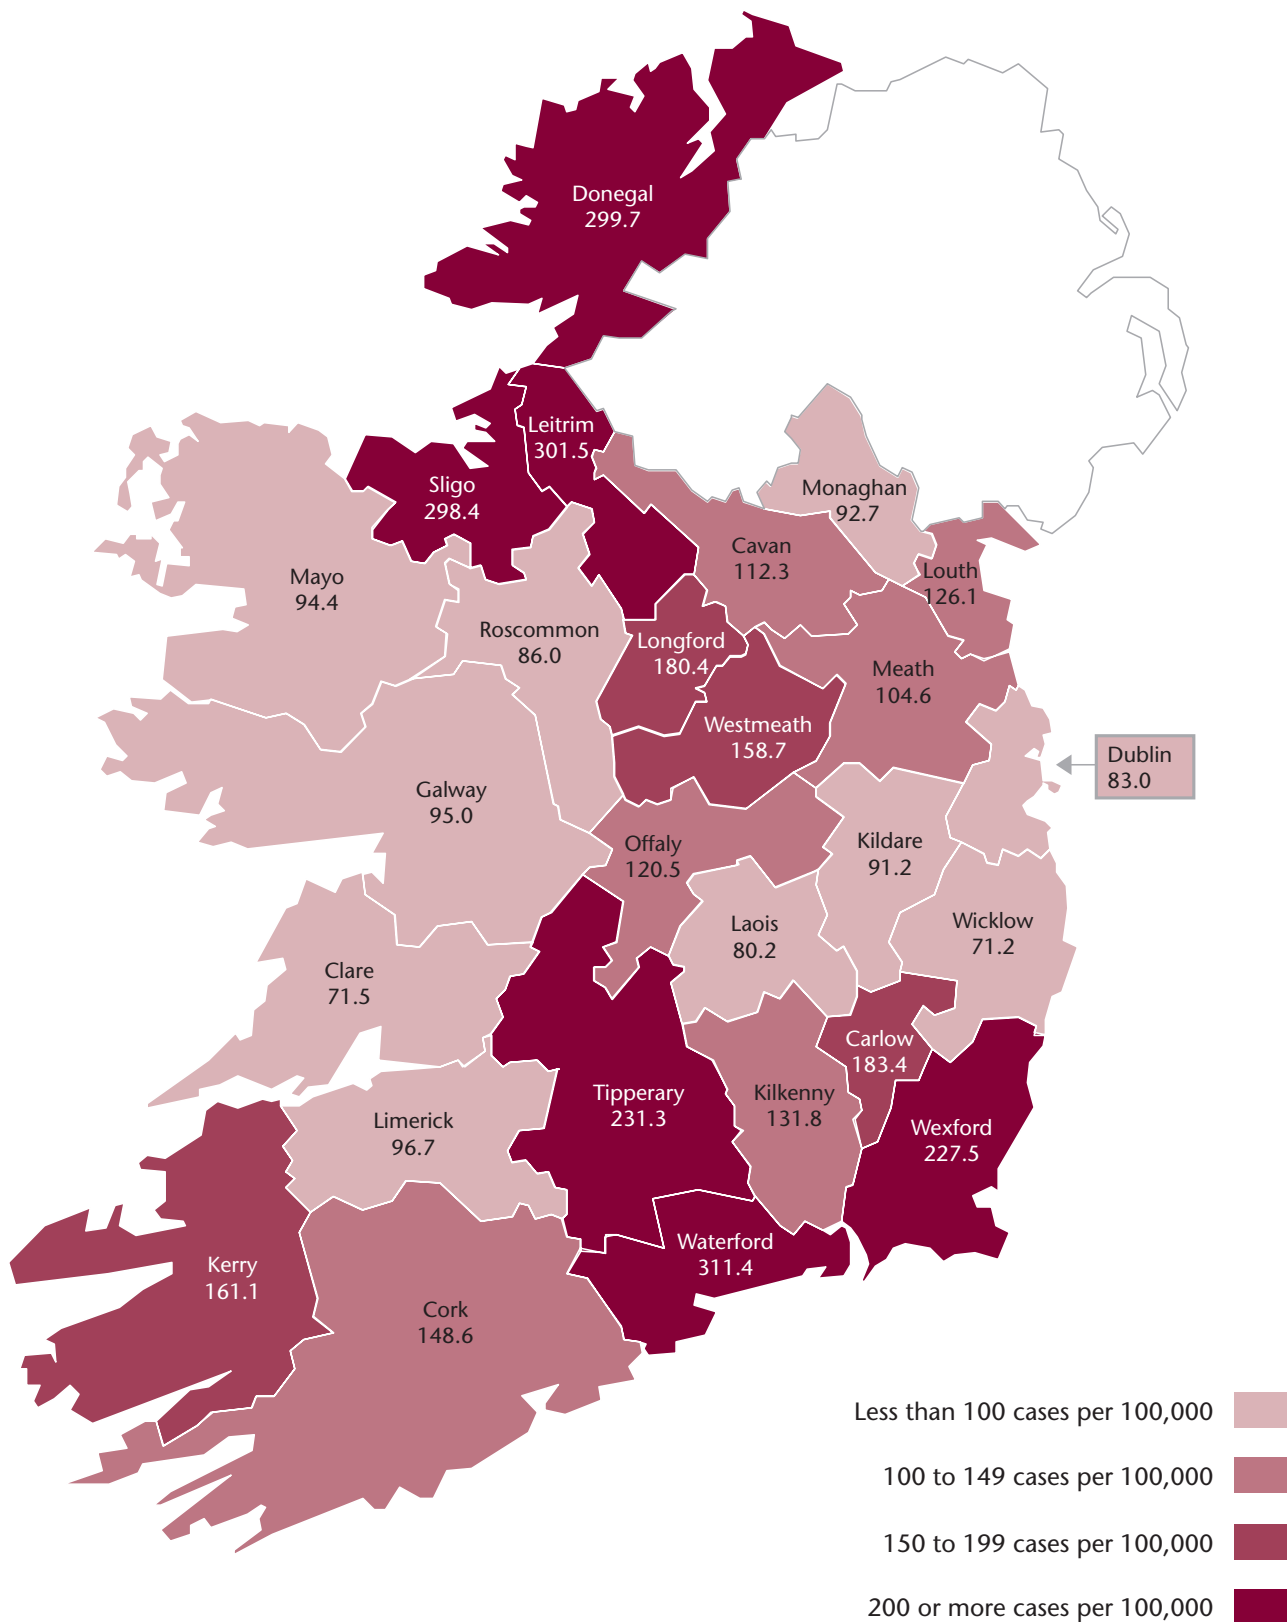 Donegal
299.7
Leitrim
301.5
Sligo
298.4
Monaghan
92.7
Cavan
112.3
Louth
126.1
Mayo
94.4
Roscommon
86.0
Longford
180.4
Meath
104.6
Westmeath
158.7
Dublin
83.0
Galway
95.0
Offaly
120.5
Kildare
91.2
Laois
80.2
Wicklow
71.2
Clare
71.5
Carlow
183.4
Tipperary
231.3
Kilkenny
131.8
Limerick
96.7
Wexford
227.5
Waterford
311.4
Kerry
161.1
Cork
148.6
Less than 100 cases per 100,000
100 to 149 cases per 100,000
150 to 199 cases per 100,000
200 or more cases per 100,000